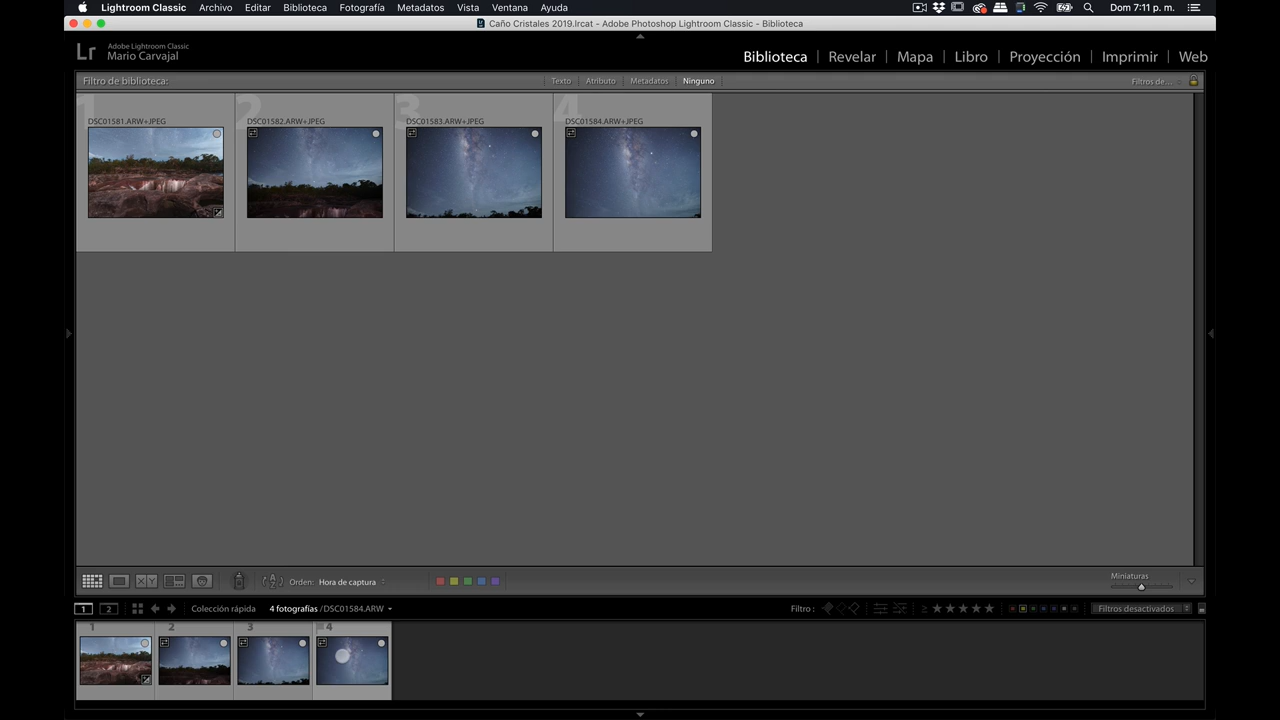 Lightroom Classic Archivo Editar Biblioteca Fotografía Metadatos Vista Ventana Ayuda Dom 7:11 p. m.
Caño Cristales 2019.lrcat - Adobe Photoshop Lightroom Classic - Biblioteca
Lr Adobe Lightroom Classic
Mario Carvajal
Biblioteca | Revelar | Mapa | Libro | Proyección | Imprimir | Web
Filtro de biblioteca: Texto Atributo Metadatos Ninguno Filtros de...
1 2 3 4
DSC01581.ARW+JPEG DSC01582.ARW+JPEG DSC01583.ARW+JPEG DSC01584.ARW+JPEG
XY AZ Orden: Hora de captura Miniaturas
1 2 Colección rápida 4 fotografías /DSC01584.ARW Filtro : ≥ Filtros desactivados
1 2 3 4